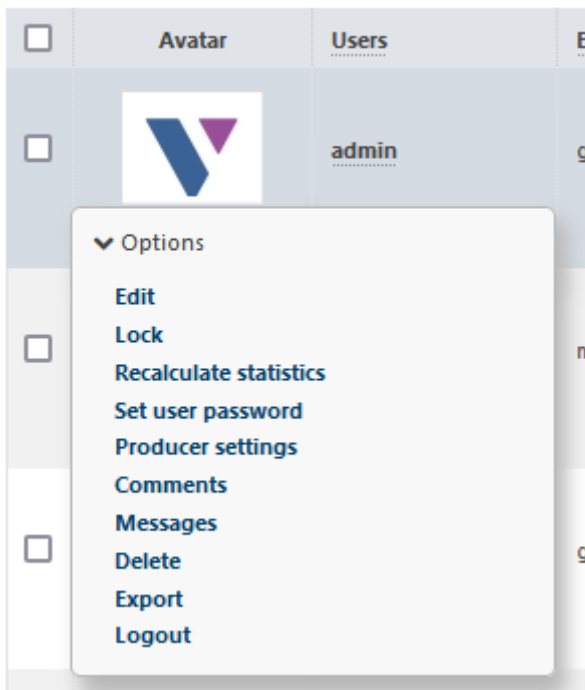 Avatar Users E
admin g
Options
m
Edit
Lock
Recalculate statistics
Set user password
Producer settings
Comments
Messages
g
Delete
Export
Logout